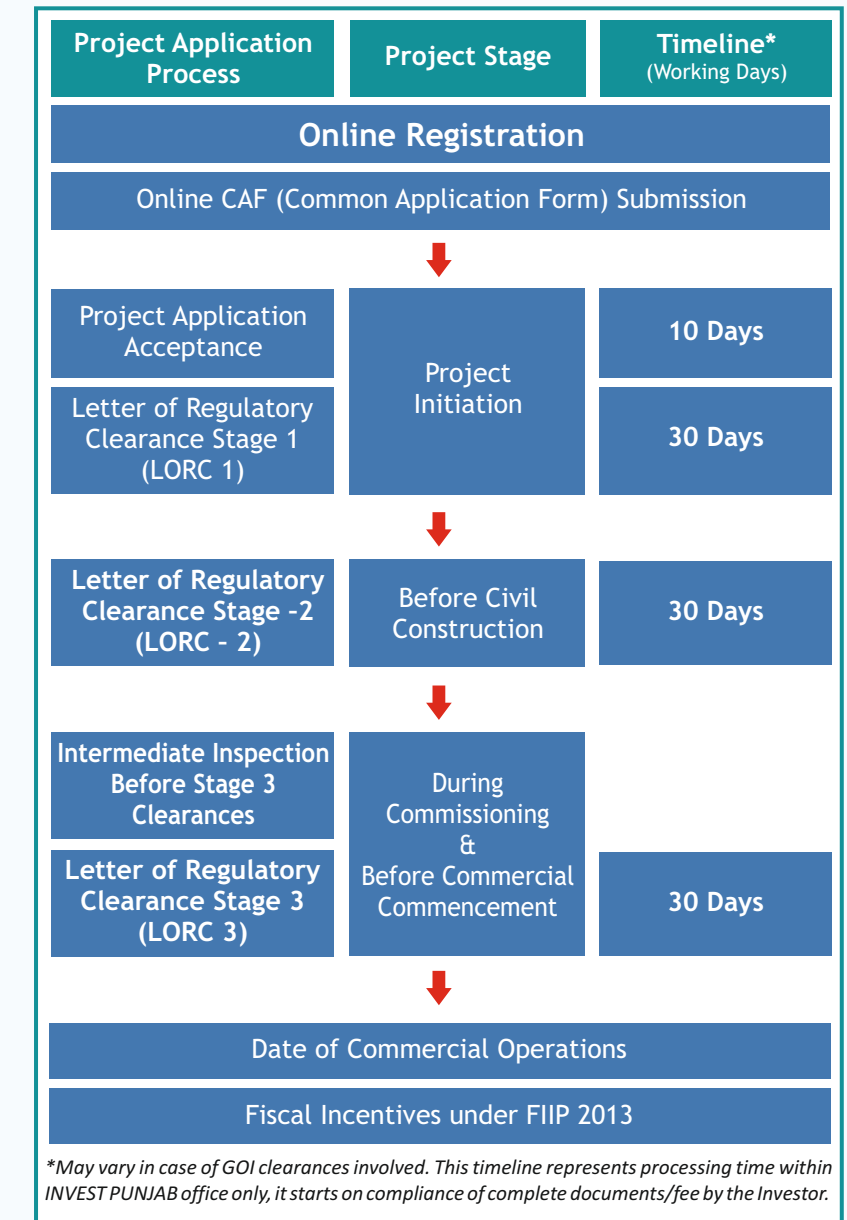 Project Application
Process
Project Stage
Timeline*
(Working Days)
Online Registration
Online CAF (Common Application Form) Submission
Project Application
Acceptance
Project
Initiation
10 Days
Letter of Regulatory
Clearance Stage 1
(LORC 1)
30 Days
Letter of Regulatory
Clearance Stage –2
(LORC – 2)
Before Civil
Construction
30 Days
Intermediate Inspection
Before Stage 3
Clearances
During
Commissioning
&
Before Commercial
Commencement
Letter of Regulatory
Clearance Stage 3
(LORC 3)
30 Days
Date of Commercial Operations
Fiscal Incentives under FIIP 2013
*May vary in case of GOI clearances involved. This timeline represents processing time within
INVEST PUNJAB office only, it starts on compliance of complete documents/fee by the Investor.